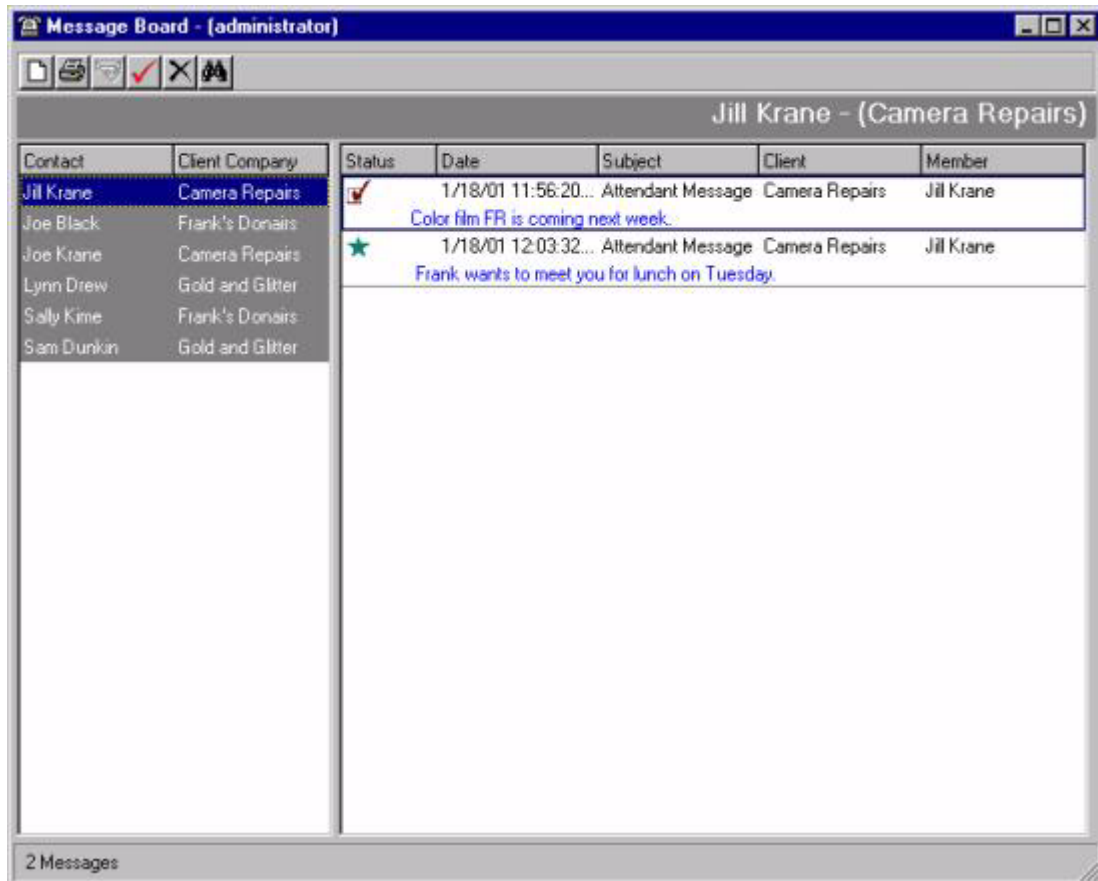 Message Board - (administrator)
Jill Krane - (Camera Repairs)
Contact Client Company
Jill Krane Camera Repairs
Joe Black Frank's Donairs
Joe Krane Camera Repairs
Lynn Drew Gold and Glitter
Sally Kime Frank's Donairs
Sam Dunkin Gold and Glitter
Status Date Subject Client Member
1/18/01 11:56:20... Attendant Message Camera Repairs Jill Krane
Color film FR is coming next week.
1/18/01 12:03:32... Attendant Message Camera Repairs Jill Krane
Frank wants to meet you for lunch on Tuesday.
2 Messages